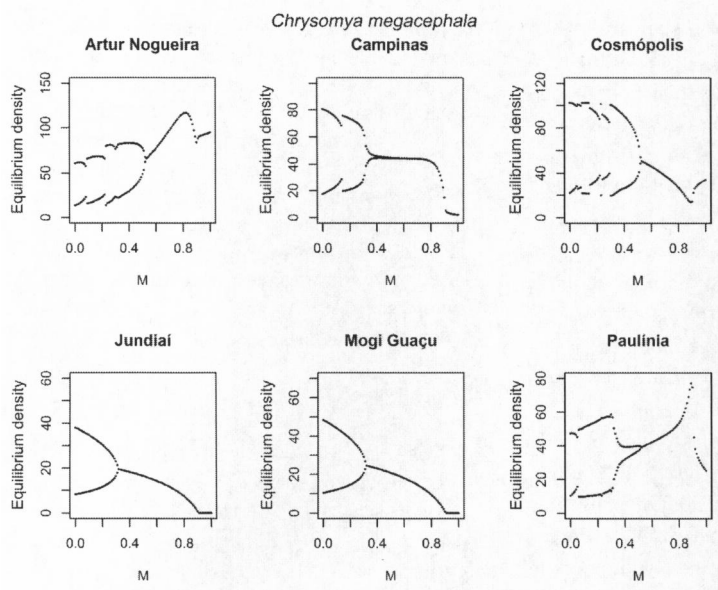 Chrysomya megacephala
Artur Nogueira
Equilibrium density
0 50 100 150
0.0 0.4 0.8
M
Campinas
Equilibrium density
0 20 40 60 80
0.0 0.4 0.8
M
Cosmópolis
Equilibrium density
0 40 80 120
0.0 0.4 0.8
M
Jundiaí
Equilibrium density
0 20 40 60
0.0 0.4 0.8
M
Mogi Guaçu
Equilibrium density
0 20 40 60
0.0 0.4 0.8
M
Paulínia
Equilibrium density
0 20 40 60 80
0.0 0.4 0.8
M